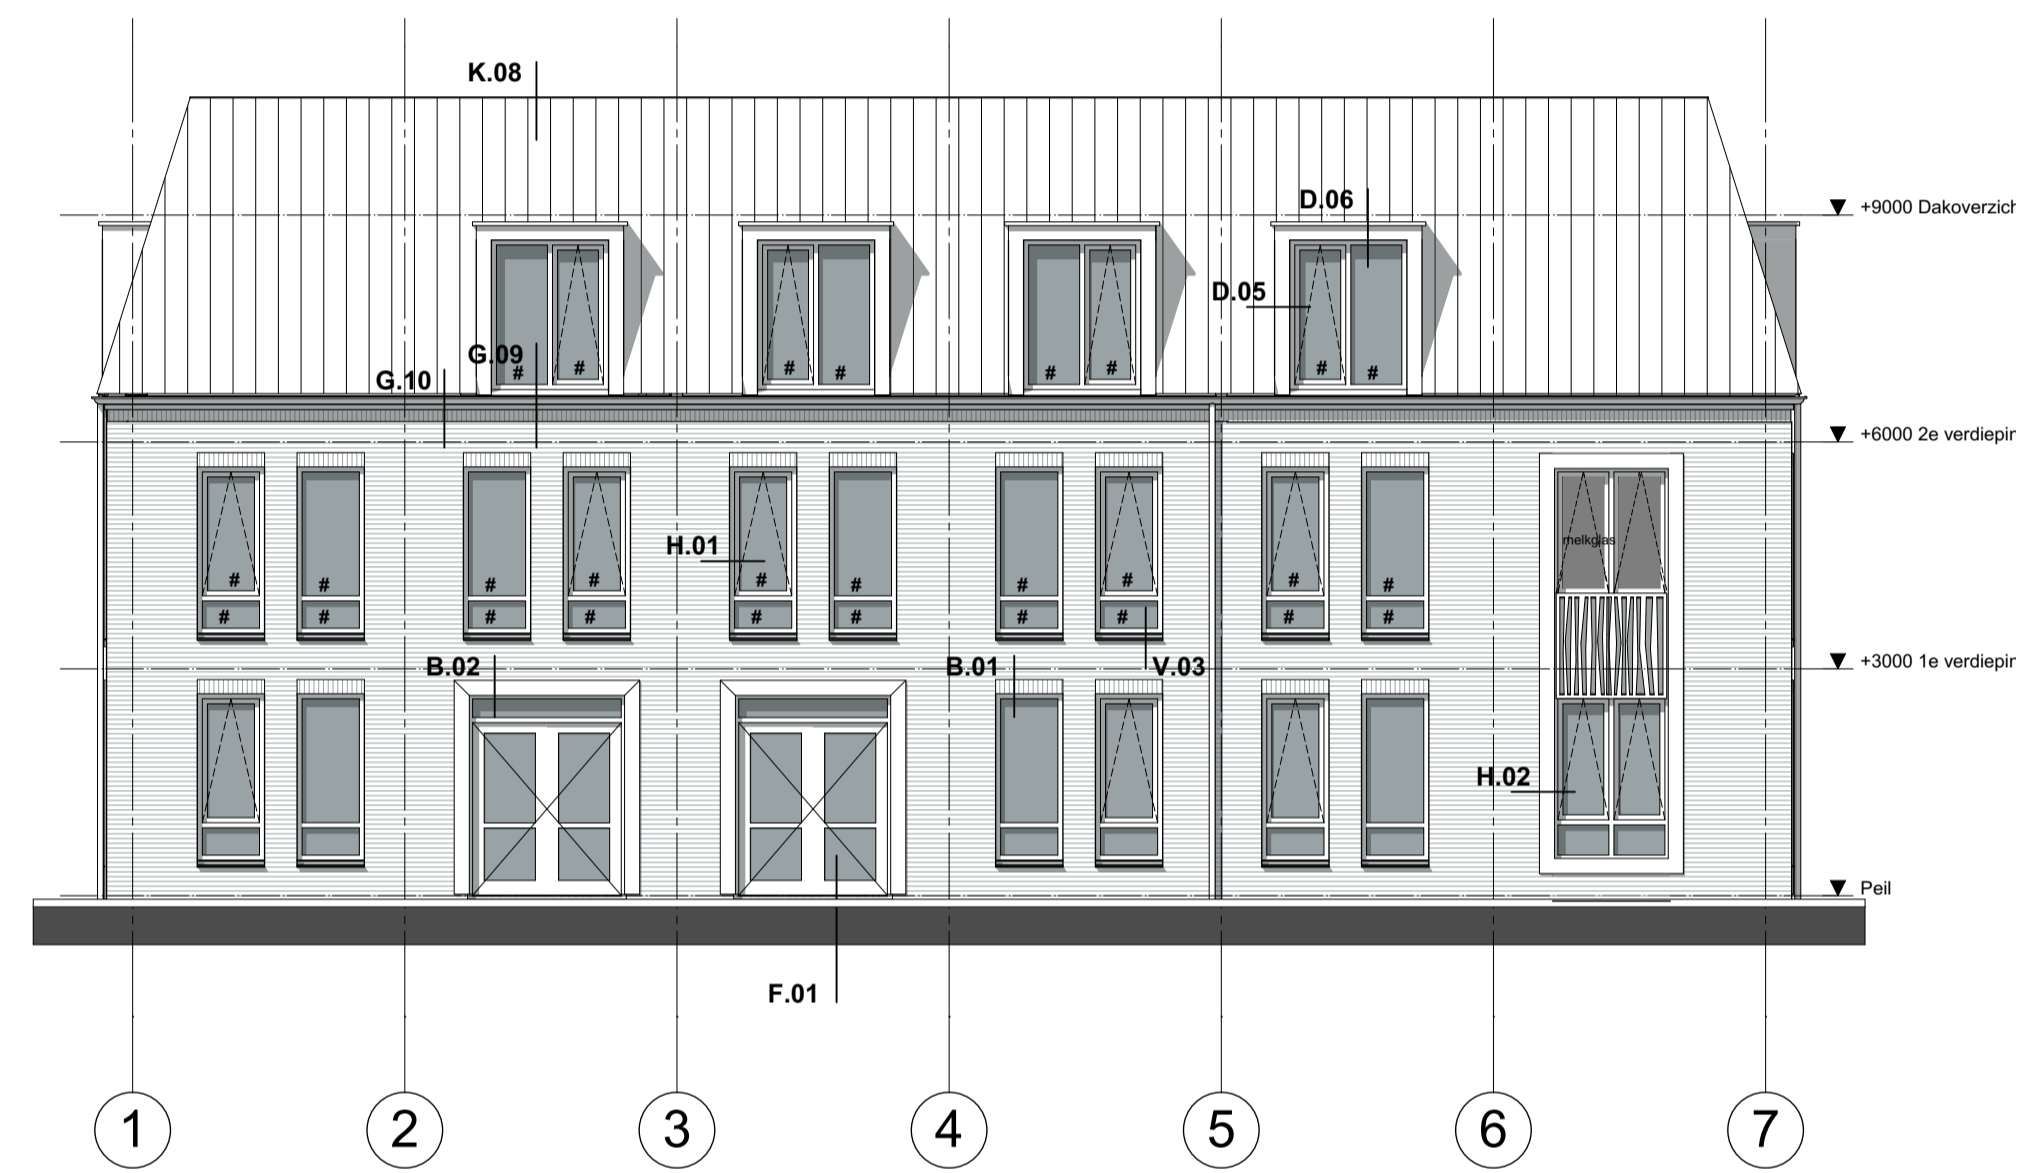 K.08
D.06
+9000 Dakoverzich
D.05
G.09
G.10
# # # # # # # #
+6000 2e verdiepin
melkglas
H.01
# # # # # # # # # #
# # # # # # # # # #
B.02
B.01
V.03
+3000 1e verdiepin
H.02
Peil
F.01
1 2 3 4 5 6 7